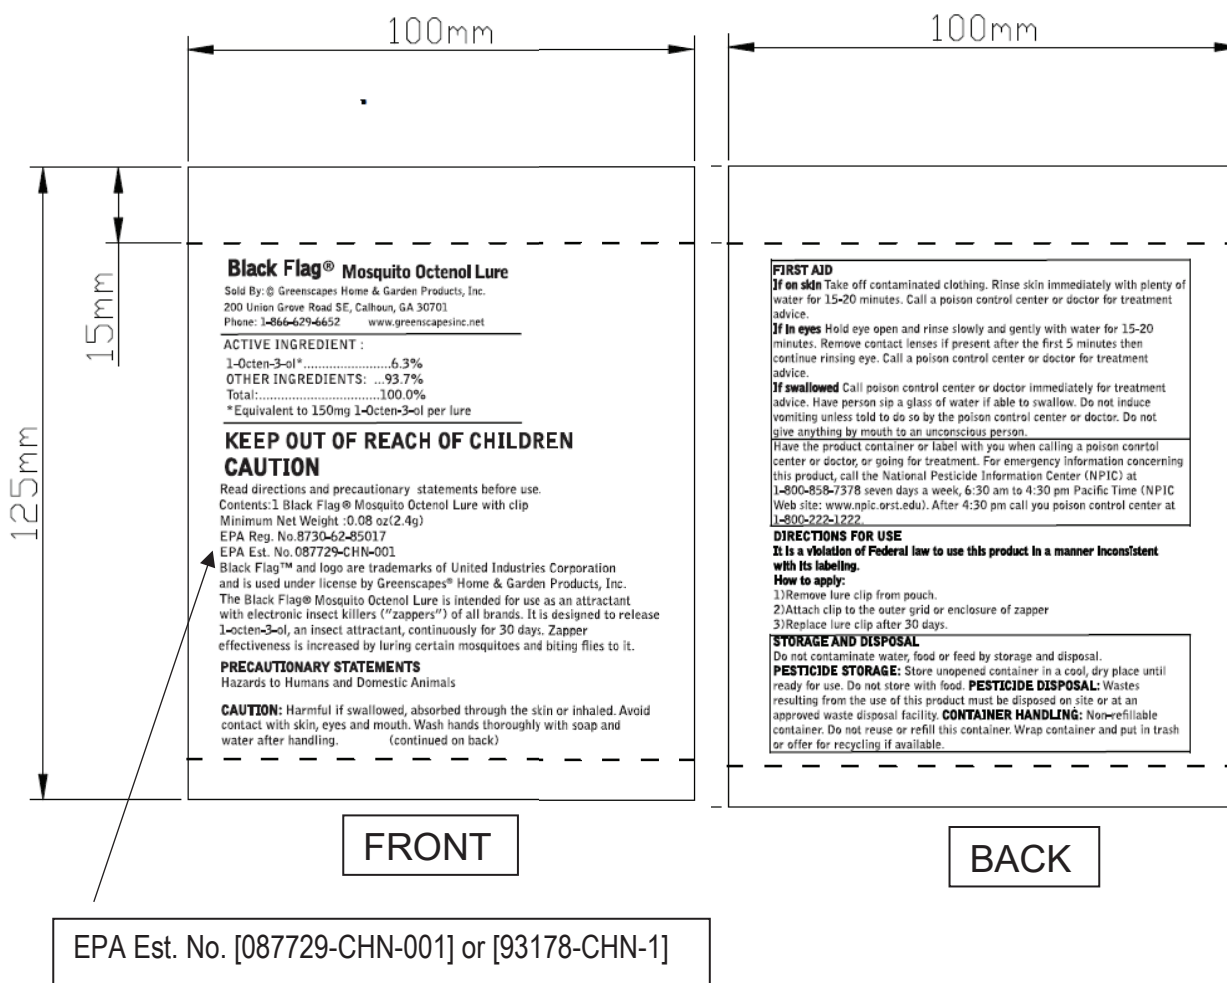 100mm
100mm
125mm
15mm
Black Flag® Mosquito Octenol Lure
Sold By: © Greenscapes Home & Garden Products, Inc.
200 Union Grove Road SE, Calhoun, GA 30701
Phone: 1-866-629-6652 www.greenscapesinc.net
ACTIVE INGREDIENT :
1-Octen-3-ol*........................6.3%
OTHER INGREDIENTS: ...93.7%
Total:.................................100.0%
*Equivalent to 150mg 1-Octen-3-ol per lure
KEEP OUT OF REACH OF CHILDREN
CAUTION
Read directions and precautionary statements before use.
Contents:1 Black Flag® Mosquito Octenol Lure with clip
Minimum Net Weight :0.08 oz(2.4g)
EPA Reg. No.8730-62-85017
EPA Est. No. 087729-CHN-001
Black Flag™ and logo are trademarks of United Industries Corporation
and is used under license by Greenscapes® Home & Garden Products, Inc.
The Black Flag® Mosquito Octenol Lure is intended for use as an attractant
with electronic insect killers ("zappers") of all brands. It is designed to release
1-octen-3-ol, an insect attractant, continuously for 30 days. Zapper
effectiveness is increased by luring certain mosquitoes and biting flies to it.
PRECAUTIONARY STATEMENTS
Hazards to Humans and Domestic Animals
CAUTION: Harmful if swallowed, absorbed through the skin or inhaled. Avoid
contact with skin, eyes and mouth. Wash hands thoroughly with soap and
water after handling. (continued on back)
FRONT
EPA Est. No. [087729-CHN-001] or [93178-CHN-1]
FIRST AID
If on skin Take off contaminated clothing. Rinse skin immediately with plenty of
water for 15-20 minutes. Call a poison control center or doctor for treatment
advice.
If in eyes Hold eye open and rinse slowly and gently with water for 15-20
minutes. Remove contact lenses if present after the first 5 minutes then
continue rinsing eye. Call a poison control center or doctor for treatment
advice.
If swallowed Call poison control center or doctor immediately for treatment
advice. Have person sip a glass of water if able to swallow. Do not induce
vomiting unless told to do so by the poison control center or doctor. Do not
give anything by mouth to an unconscious person.
Have the product container or label with you when calling a poison conrtol
center or doctor, or going for treatment. For emergency information concerning
this product, call the National Pesticide Information Center (NPIC) at
1-800-858-7378 seven days a week, 6:30 am to 4:30 pm Pacific Time (NPIC
Web site: www.npic.orst.edu). After 4:30 pm call you poison control center at
1-800-222-1222.
DIRECTIONS FOR USE
It is a violation of Federal law to use this product in a manner inconsistent
with its labeling.
How to apply:
1)Remove lure clip from pouch.
2)Attach clip to the outer grid or enclosure of zapper
3)Replace lure clip after 30 days.
STORAGE AND DISPOSAL
Do not contaminate water, food or feed by storage and disposal.
PESTICIDE STORAGE: Store unopened container in a cool, dry place until
ready for use. Do not store with food. PESTICIDE DISPOSAL: Wastes
resulting from the use of this product must be disposed on site or at an
approved waste disposal facility. CONTAINER HANDLING: Non-refillable
container. Do not reuse or refill this container. Wrap container and put in trash
or offer for recycling if available.
BACK